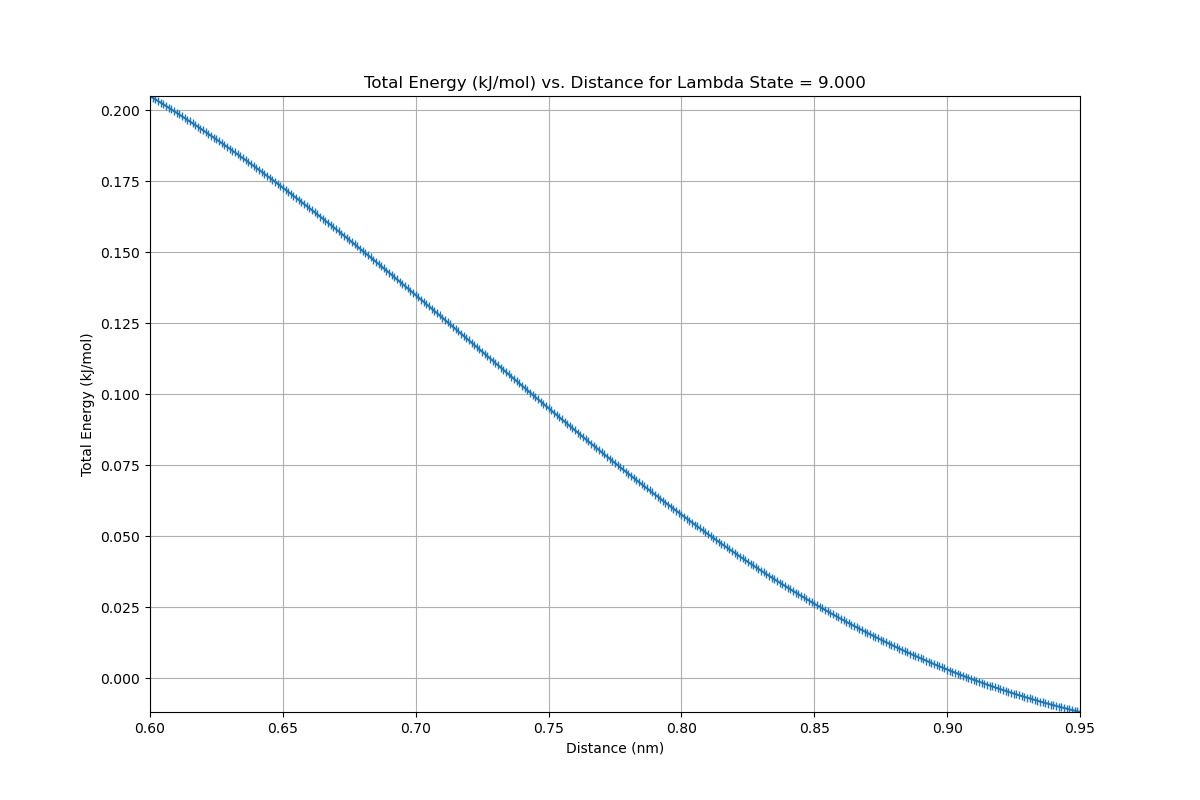 Total Energy (kJ/mol) vs. Distance for Lambda State = 9.000
0.200
0.175
0.150
0.125
0.100
0.075
0.050
0.025
0.000
Total Energy (kJ/mol)
0.60 0.65 0.70 0.75 0.80 0.85 0.90 0.95
Distance (nm)